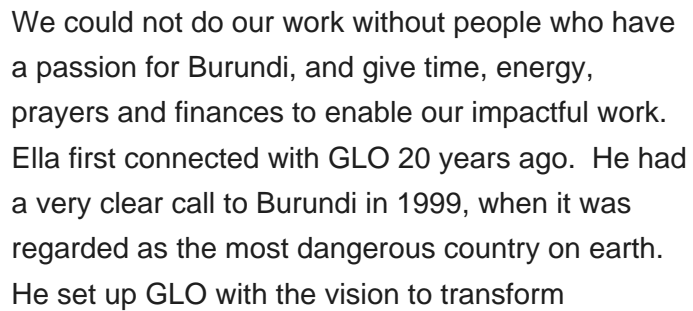 We could not do our work without people who have
a passion for Burundi, and give time, energy,
prayers and finances to enable our impactful work.
Ella first connected with GLO 20 years ago.  He had
a very clear call to Burundi in 1999, when it was
regarded as the most dangerous country on earth.
He set up GLO with the vision to transform